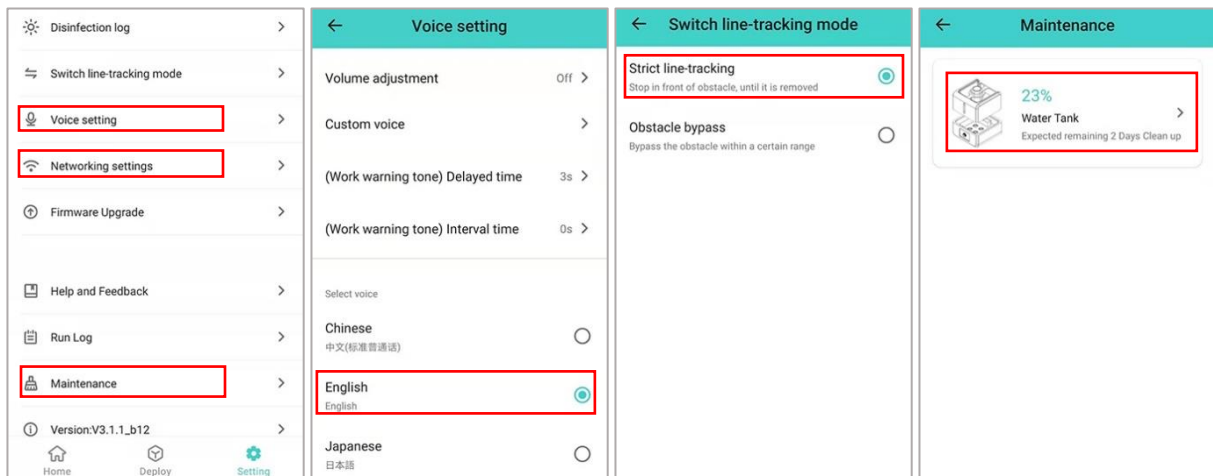 Disinfection log
Switch line-tracking mode
Voice setting
Networking settings
Firmware Upgrade
Help and Feedback
Run Log
Maintenance
Version:V3.1.1_b12
Home Deploy Setting
Voice setting
Volume adjustment Off
Custom voice
(Work warning tone) Delayed time 3s
(Work warning tone) Interval time 0s
Select voice
Chinese
中文(标准普通话)
English
English
Japanese
日本語
Switch line-tracking mode
Strict line-tracking
Stop in front of obstacle, until it is removed
Obstacle bypass
Bypass the obstacle within a certain range
Maintenance
23%
Water Tank
Expected remaining 2 Days Clean up